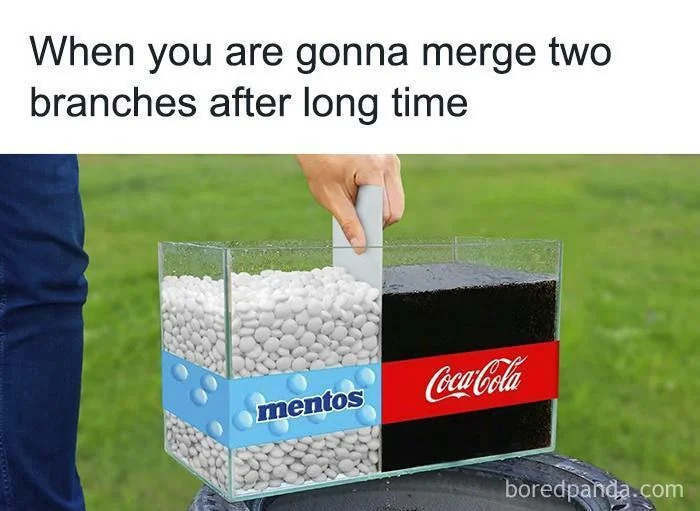 When you are gonna merge two
branches after long time
mentos
Coca-Cola
boredpanda.com